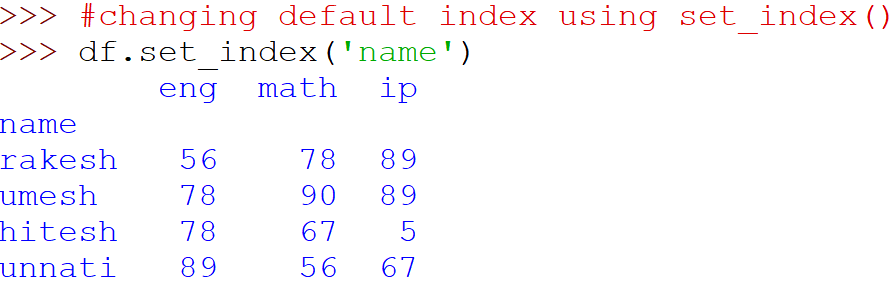 >>> #changing default index using set_index()
>>> df.set_index('name')
        eng  math  ip
name
rakesh   56    78  89
umesh    78    90  89
hitesh   78    67   5
unnati   89    56  67